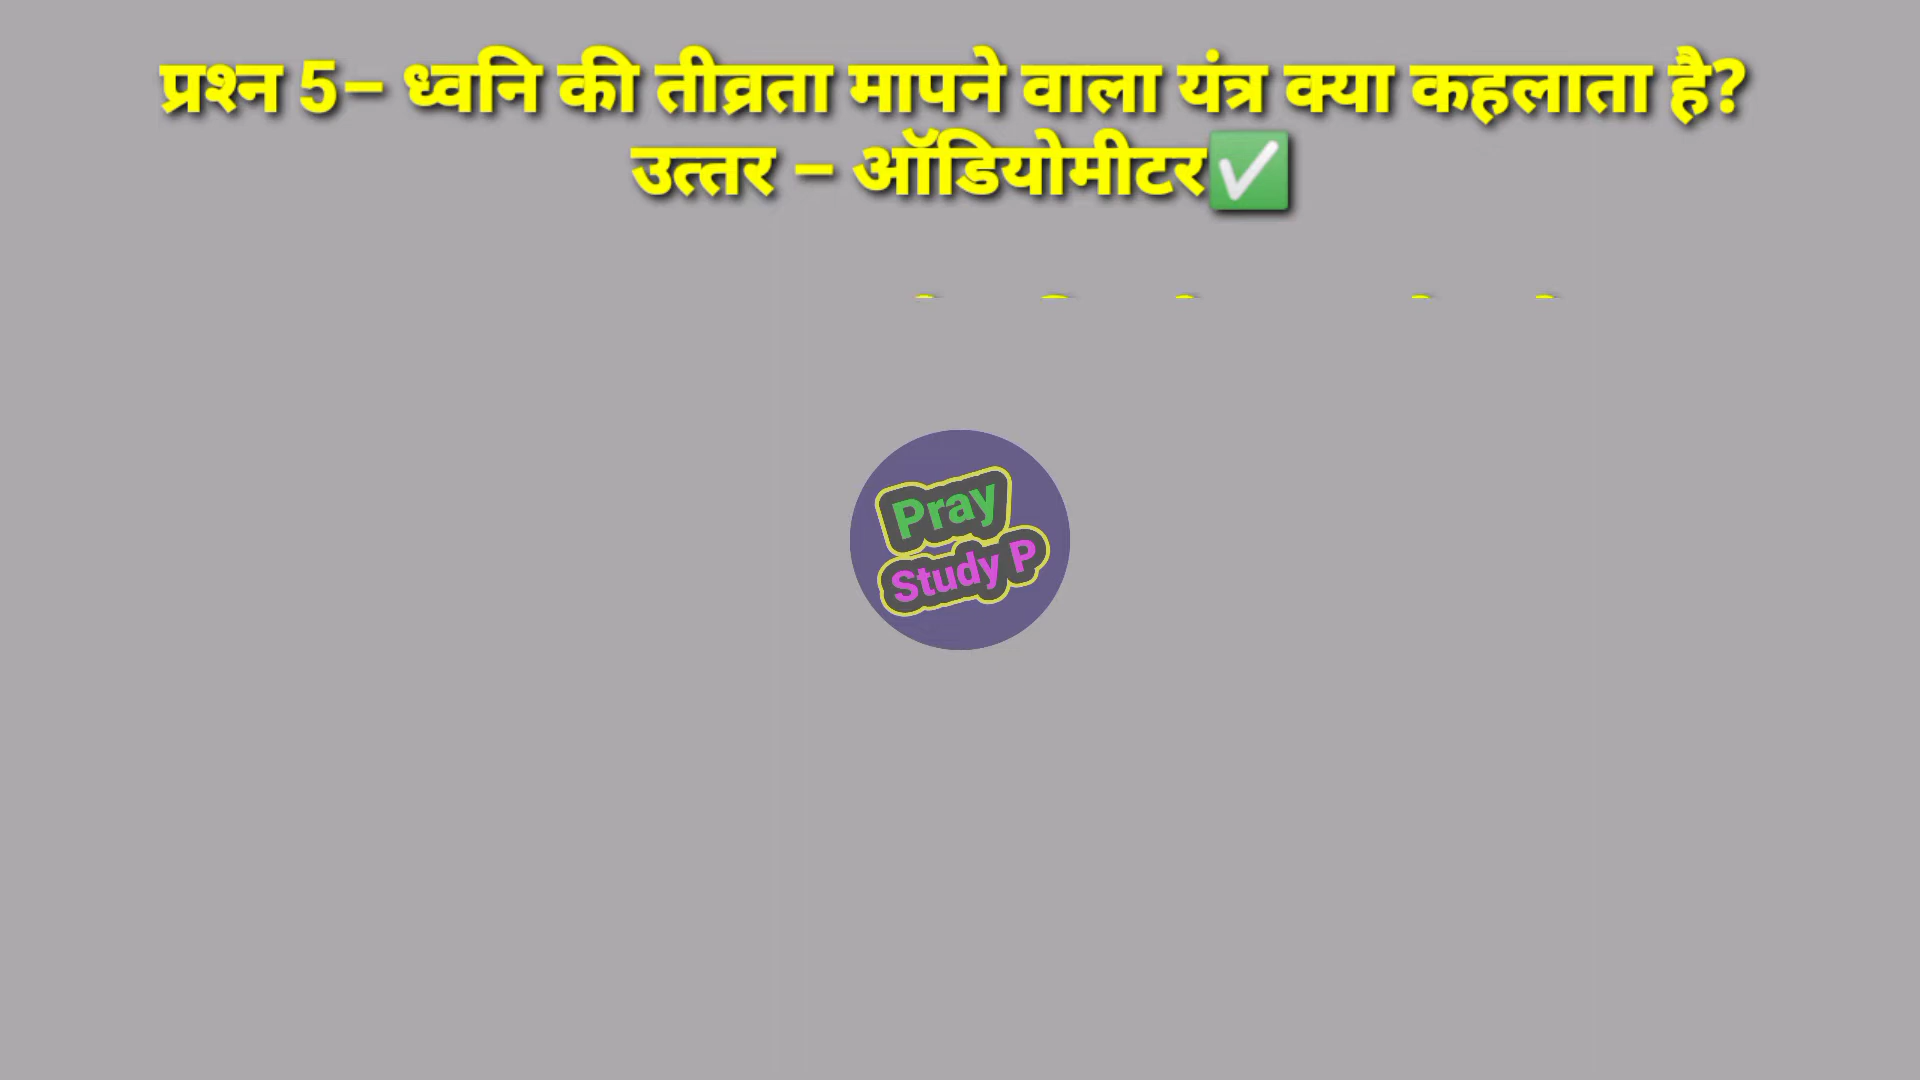 प्रश्न 5– ध्वनि की तीव्रता मापने वाला यंत्र क्या कहलाता है?
उत्तर – ऑडियोमीटर✅
Pray
Study P